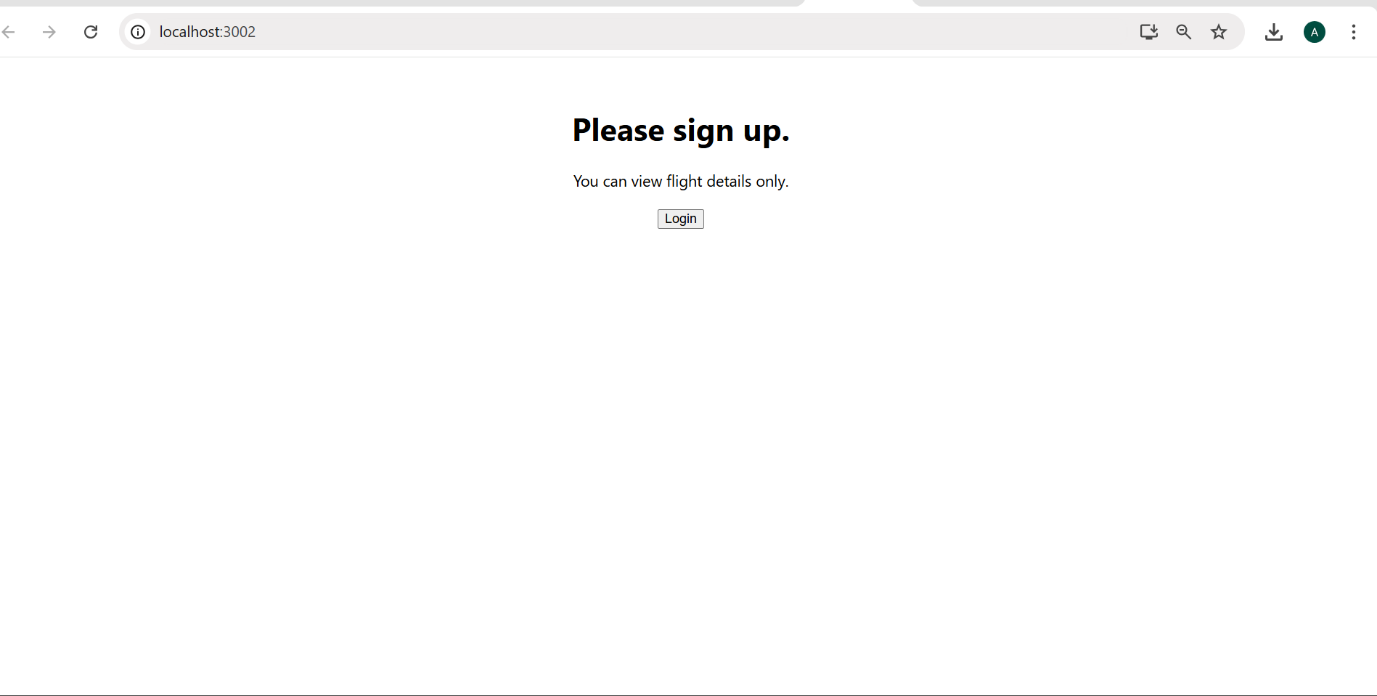 localhost:3002
A
Please sign up.
You can view flight details only.
Login